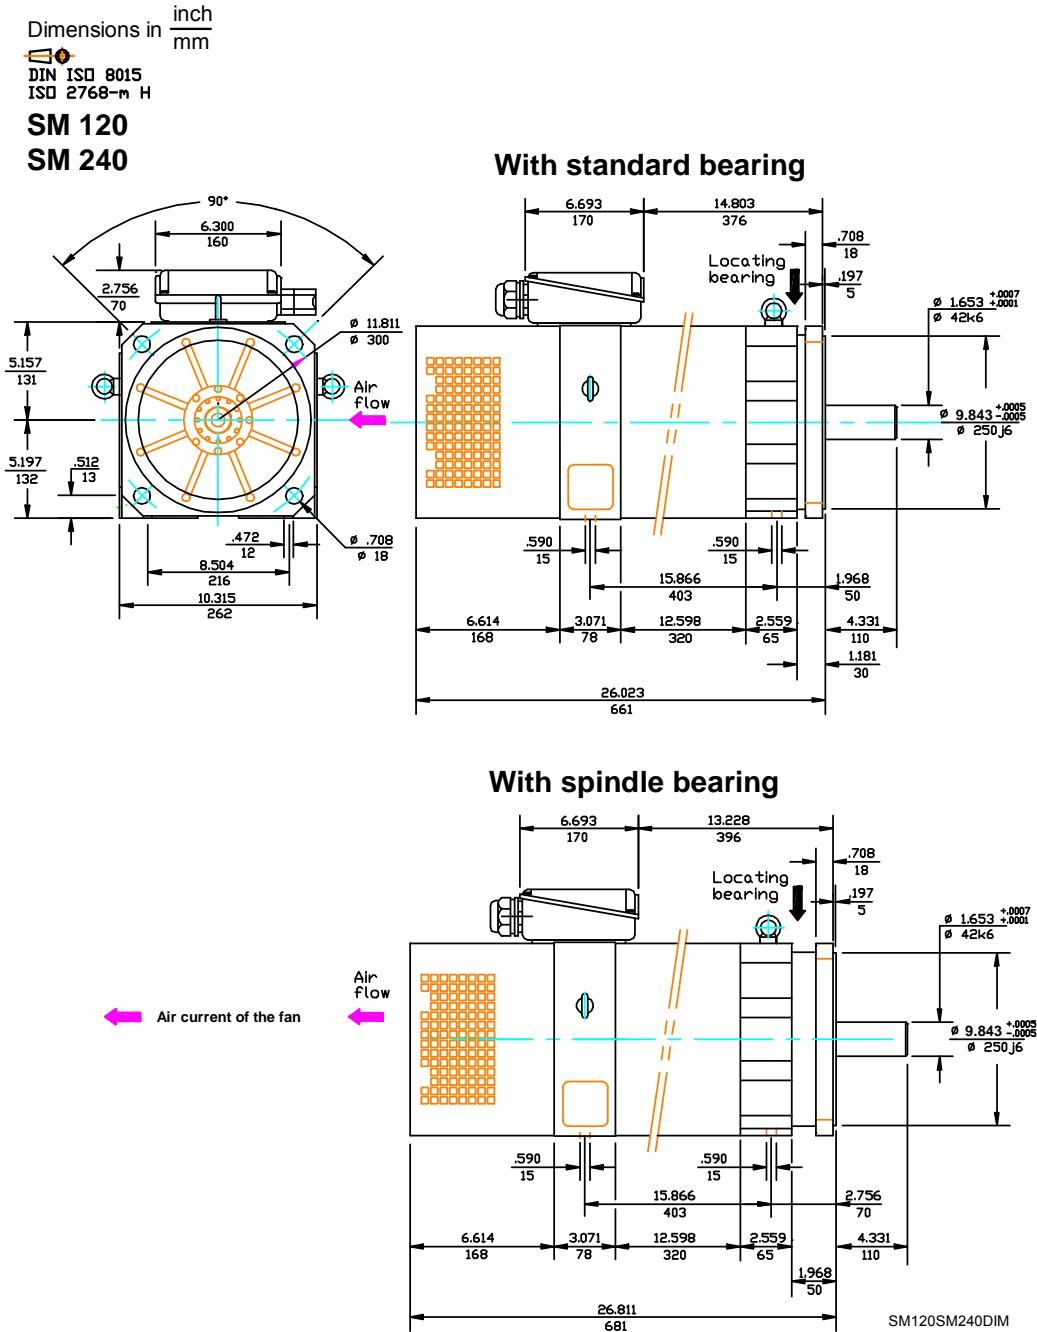 Dimensions in inch
mm
DIN ISO 8015
ISO 2768-m H
SM 120
SM 240
With standard bearing
90°
6.300
160
2.756
70
5.157
131
5.197
132
.512
13
ø 11.811
ø 300
Air
flow
.472
12
ø .708
ø 18
8.504
216
10.315
262
6.693
170
14.803
376
.708
18
.197
5
Locating
bearing
ø 1.653 +.0007 +.0001
ø 42k6
ø 9.843 +.0005 -.0005
ø 250j6
.590
15
.590
15
15.866
403
1.968
50
6.614
168
3.071
78
12.598
320
2.559
65
4.331
110
1.181
30
26.023
661
With spindle bearing
6.693
170
13.228
396
.708
18
.197
5
Locating
bearing
ø 1.653 +.0007 +.0001
ø 42k6
ø 9.843 +.0005 -.0005
ø 250j6
Air
flow
Air current of the fan
.590
15
.590
15
15.866
403
2.756
70
6.614
168
3.071
78
12.598
320
2.559
65
4.331
110
1.968
50
26.811
681
SM120SM240DIM